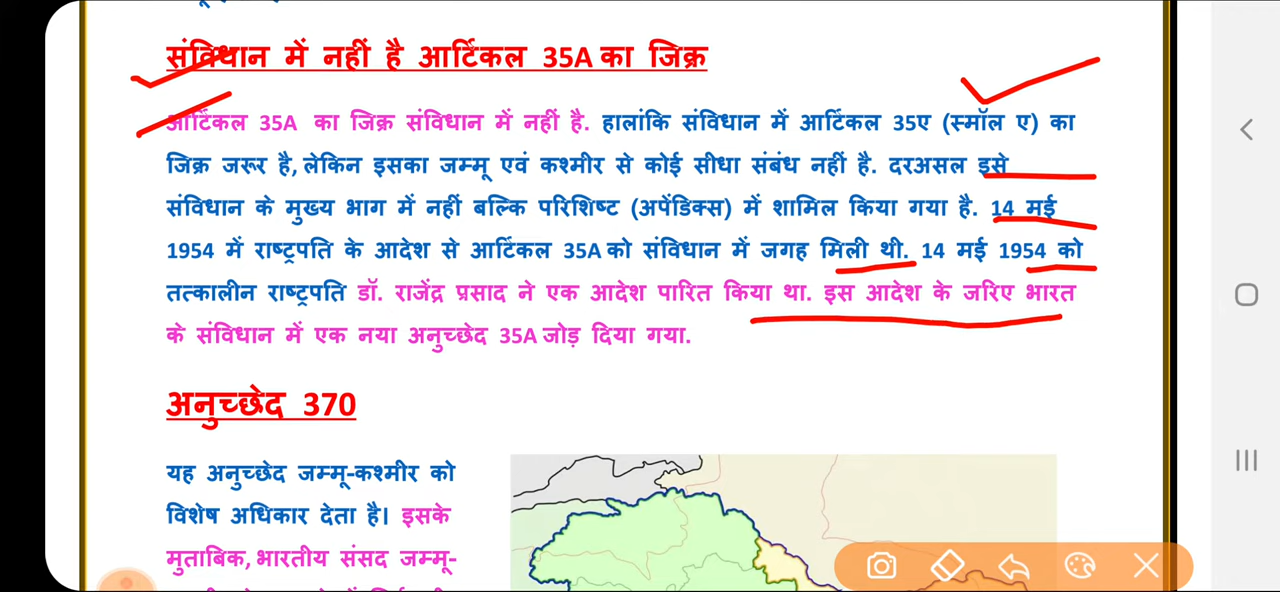 संविधान में नहीं है आर्टिकल 35A का जिक्र
आर्टिकल 35A का जिक्र संविधान में नहीं है. हालांकि संविधान में आर्टिकल 35ए (स्मॉल ए) का
जिक्र जरूर है, लेकिन इसका जम्मू एवं कश्मीर से कोई सीधा संबंध नहीं है. दरअसल इसे
संविधान के मुख्य भाग में नहीं बल्कि परिशिष्ट (अपेंडिक्स) में शामिल किया गया है. 14 मई
1954 में राष्ट्रपति के आदेश से आर्टिकल 35A को संविधान में जगह मिली थी. 14 मई 1954 को
तत्कालीन राष्ट्रपति डॉ. राजेंद्र प्रसाद ने एक आदेश पारित किया था. इस आदेश के जरिए भारत
के संविधान में एक नया अनुच्छेद 35A जोड़ दिया गया.
अनुच्छेद 370
यह अनुच्छेद जम्मू-कश्मीर को
विशेष अधिकार देता है। इसके
मुताबिक, भारतीय संसद जम्मू-